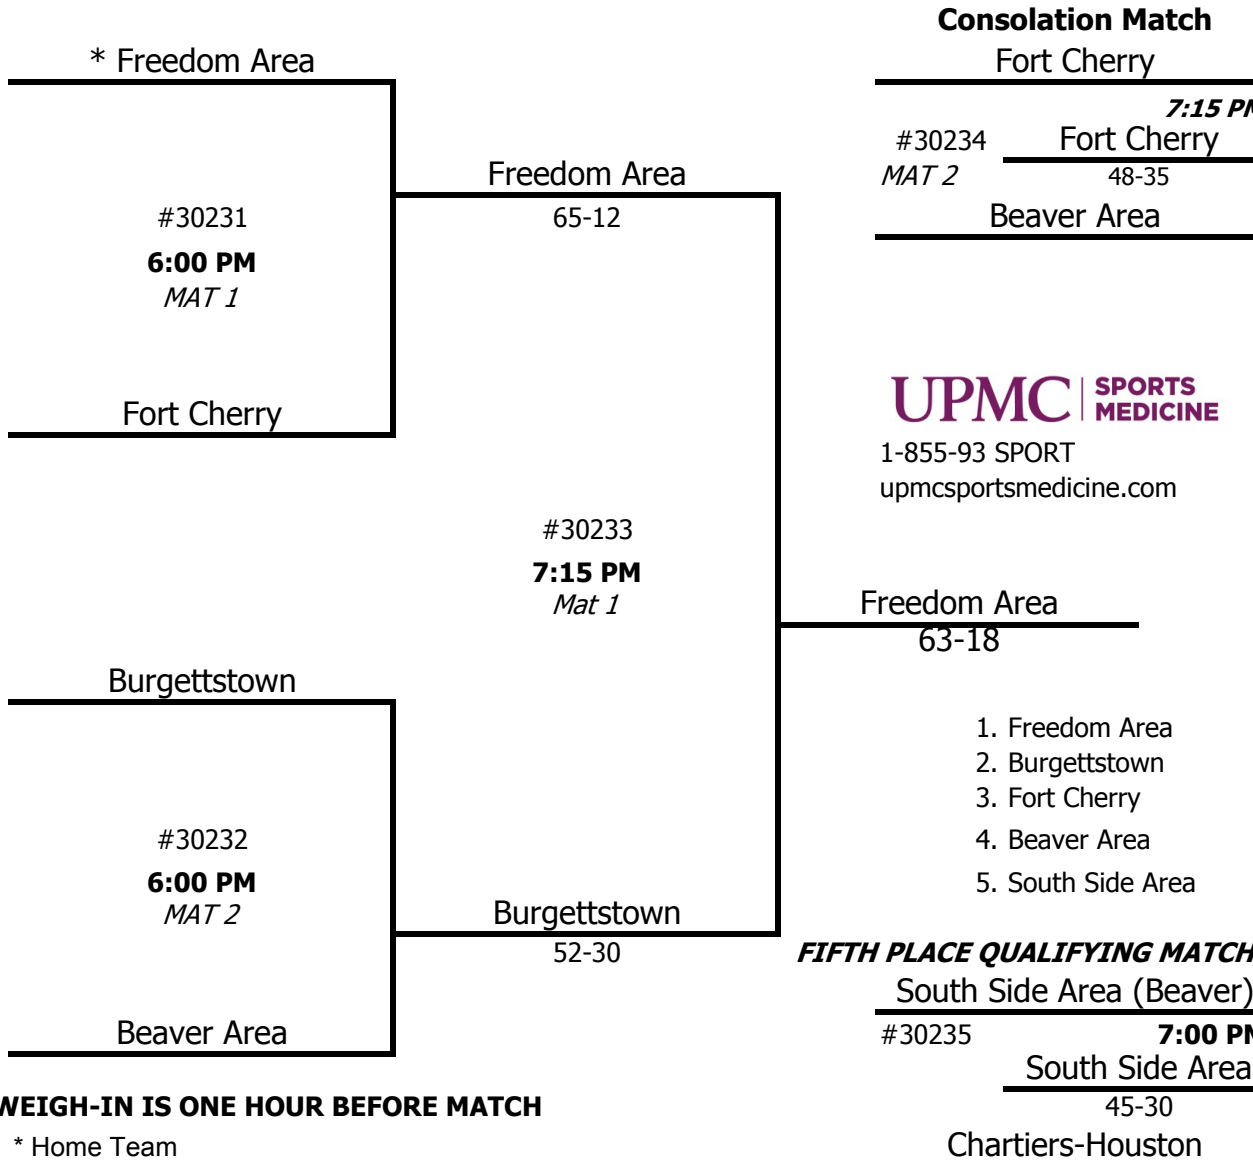 Consolation Match
* Freedom Area
Fort Cherry
7:15 PM
#30234
Fort Cherry
MAT 2
48-35
Beaver Area
Freedom Area
65-12
#30231
6:00 PM
MAT 1
Fort Cherry
UPMC SPORTS MEDICINE
1-855-93 SPORT
upmcsportsmedicine.com
#30233
7:15 PM
Mat 1
Freedom Area
63-18
Burgettstown
#30232
6:00 PM
MAT 2
Burgettstown
52-30
Beaver Area
1. Freedom Area
2. Burgettstown
3. Fort Cherry
4. Beaver Area
5. South Side Area
FIFTH PLACE QUALIFYING MATCH
South Side Area (Beaver)
#30235
7:00 PM
South Side Area
45-30
Chartiers-Houston
WEIGH-IN IS ONE HOUR BEFORE MATCH
* Home Team